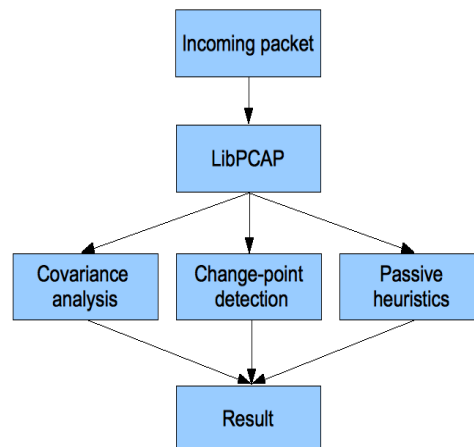 Incoming packet
LibPCAP
Covariance
analysis
Change-point
detection
Passive
heuristics
Result